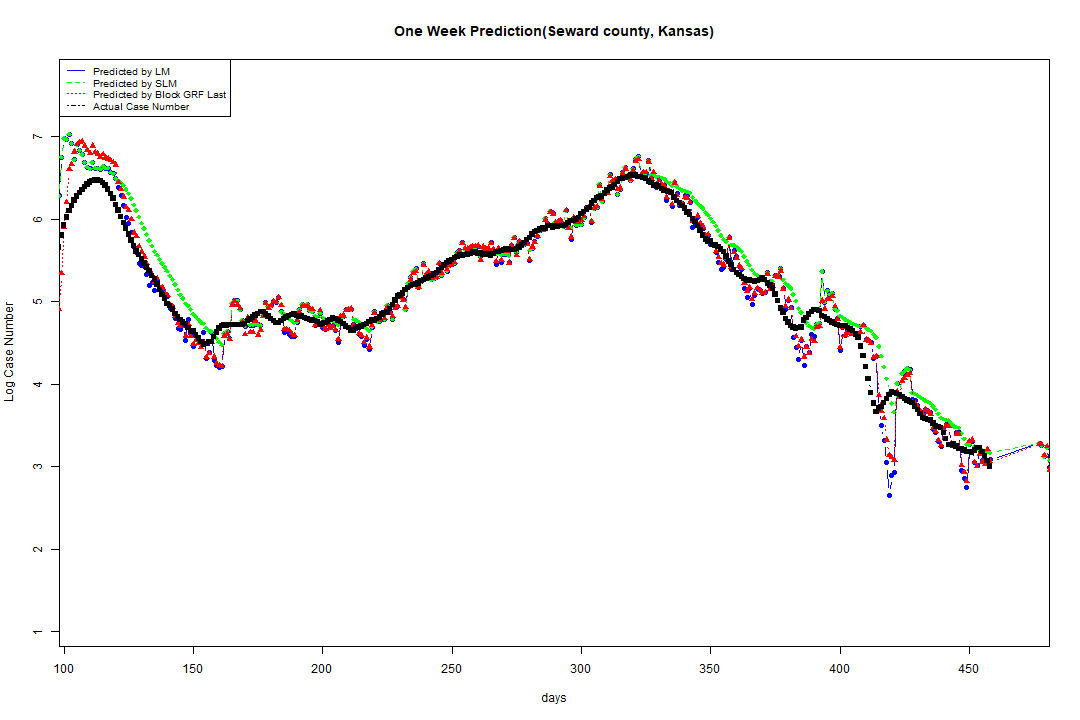 One Week Prediction(Seward county, Kansas)
Predicted by LM
Predicted by SLM
Predicted by Block GRF Last
Actual Case Number
Log Case Number
7
6
5
4
3
2
1
100 150 200 250 300 350 400 450
days